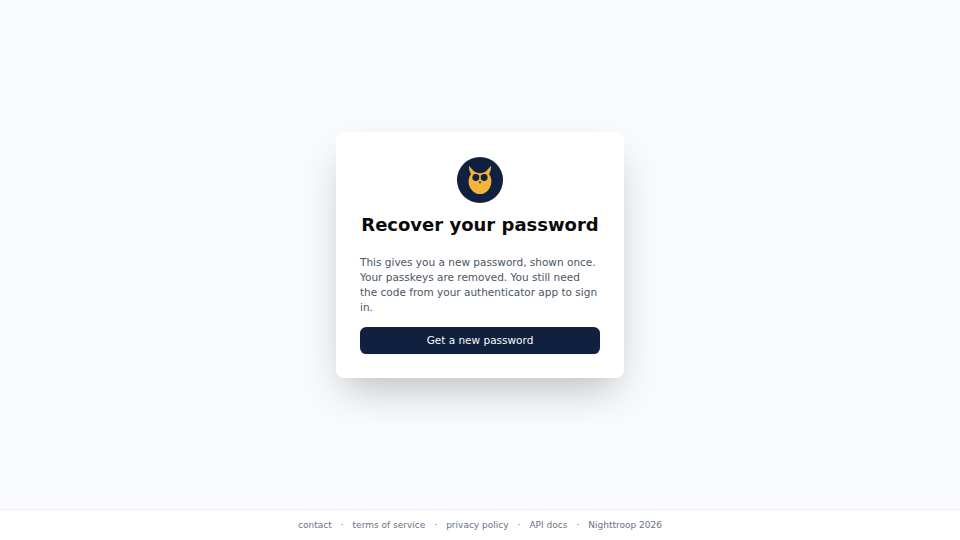 Recover your password
This gives you a new password, shown once.
Your passkeys are removed. You still need
the code from your authenticator app to sign
in.
Get a new password
contact · terms of service · privacy policy · API docs · Nighttroop 2026